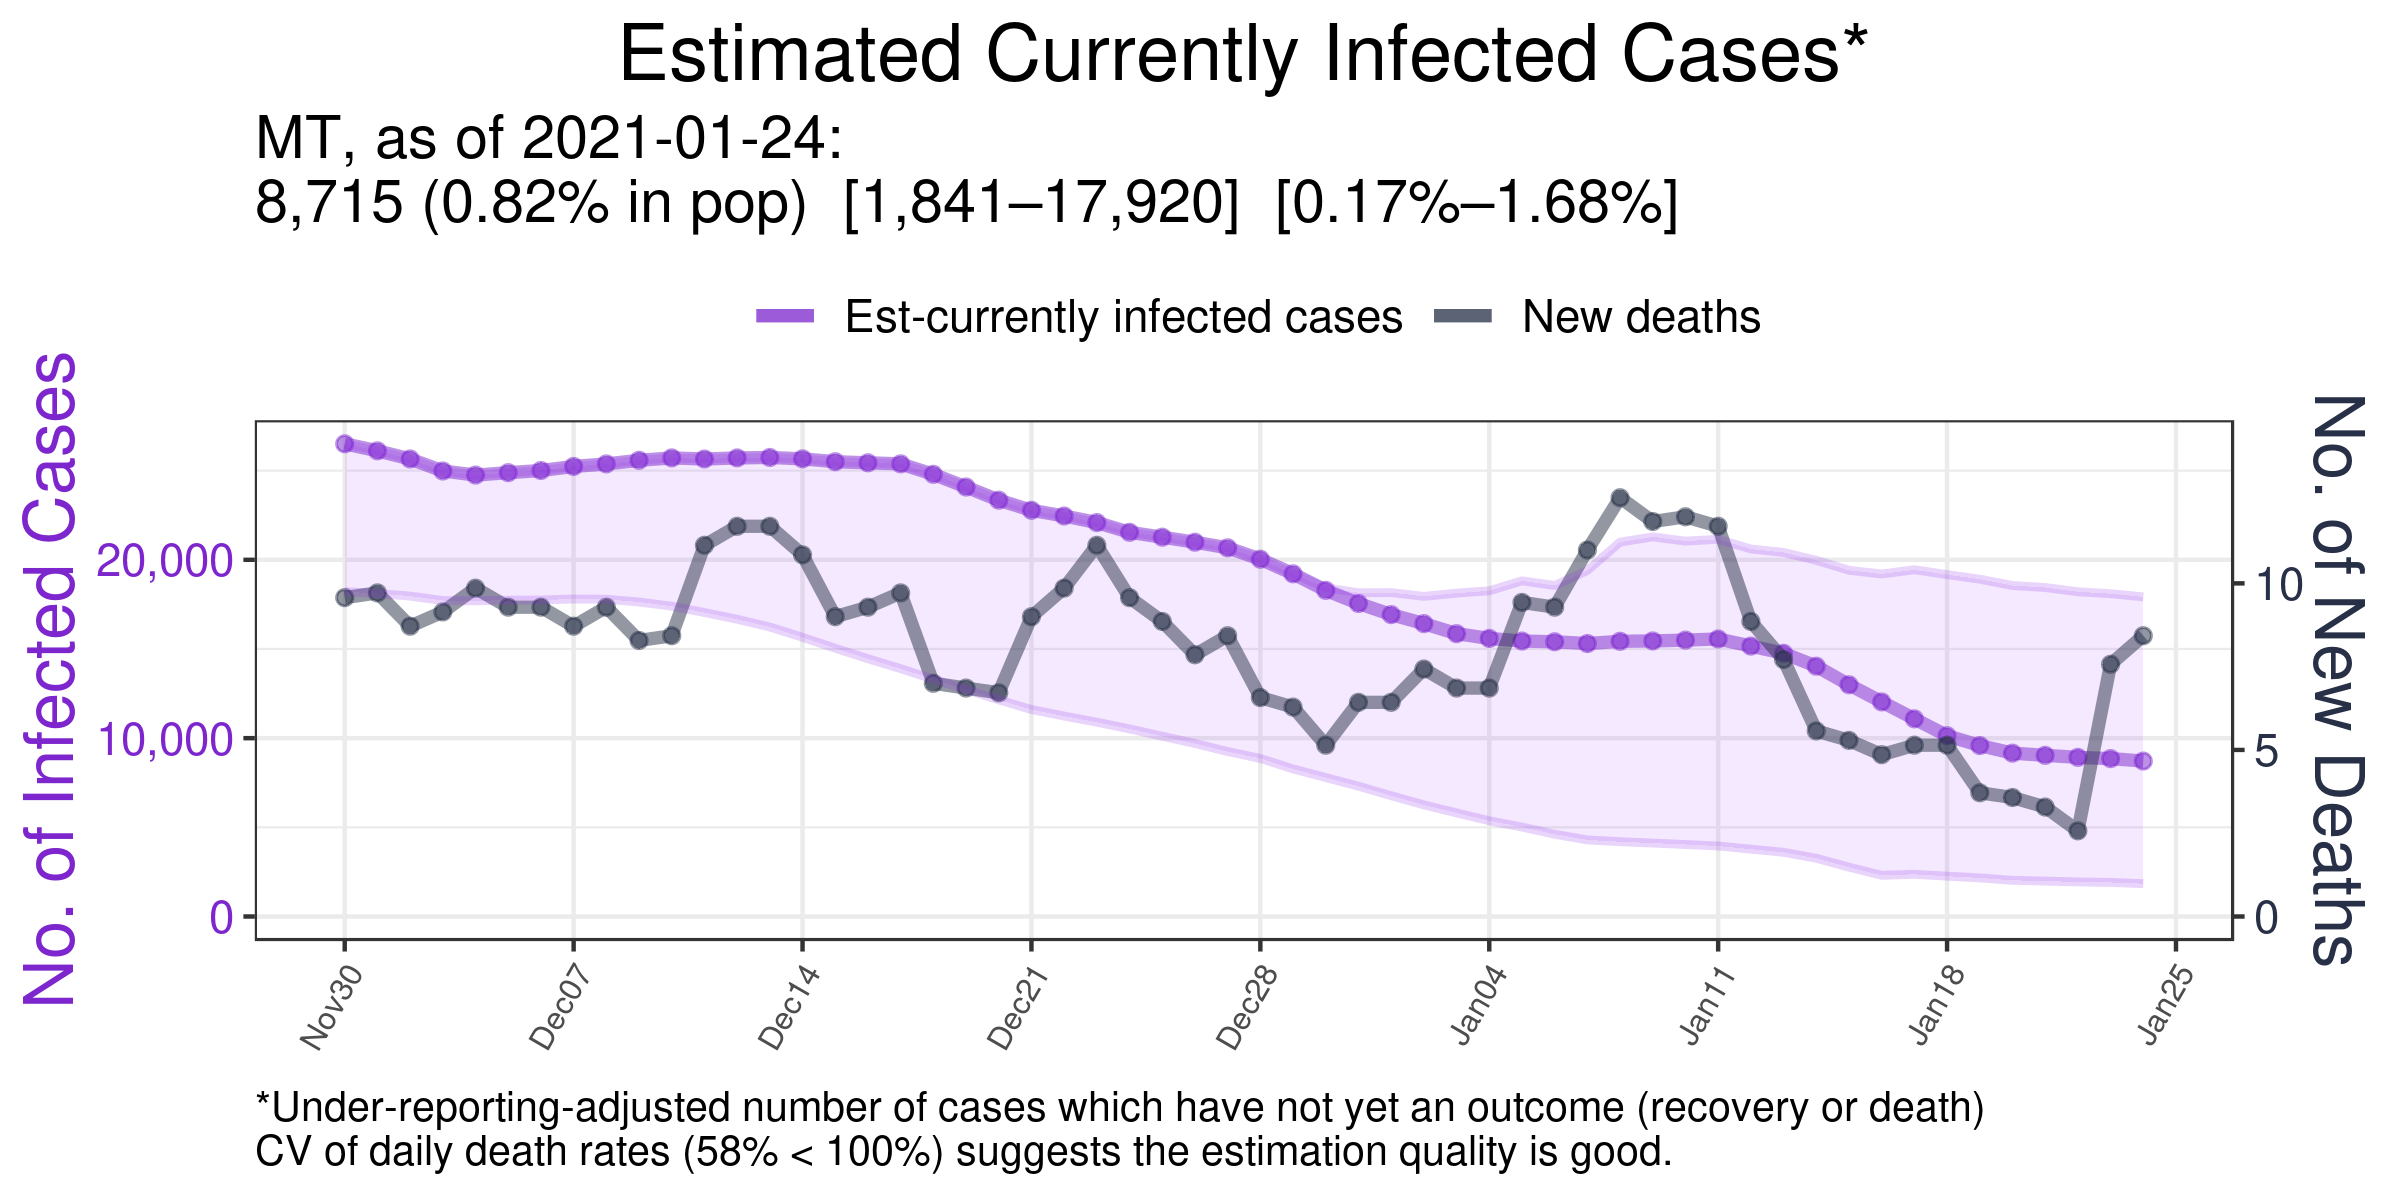 Estimated Currently Infected Cases*
MT, as of 2021-01-24:
8,715 (0.82% in pop)  [1,841–17,920]  [0.17%–1.68%]
Est-currently infected cases
New deaths
No. of Infected Cases
20,000
10,000
0
No. of New Deaths
10
5
0
Nov30
Dec07
Dec14
Dec21
Dec28
Jan04
Jan11
Jan18
Jan25
*Under-reporting-adjusted number of cases which have not yet an outcome (recovery or death)
CV of daily death rates (58% < 100%) suggests the estimation quality is good.